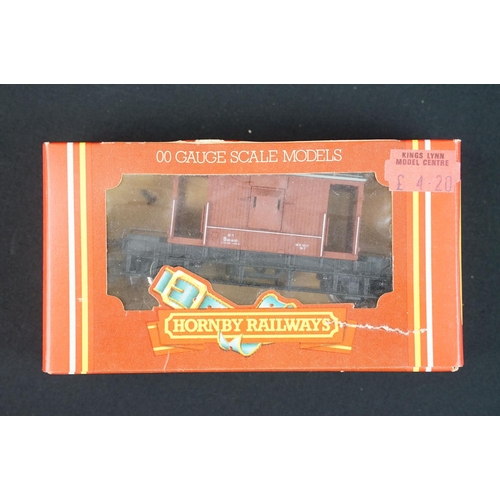 00 GAUGE SCALE MODELS
KINGS LYNN
MODEL CENTRE
£ 4·20
HORNBY RAILWAYS